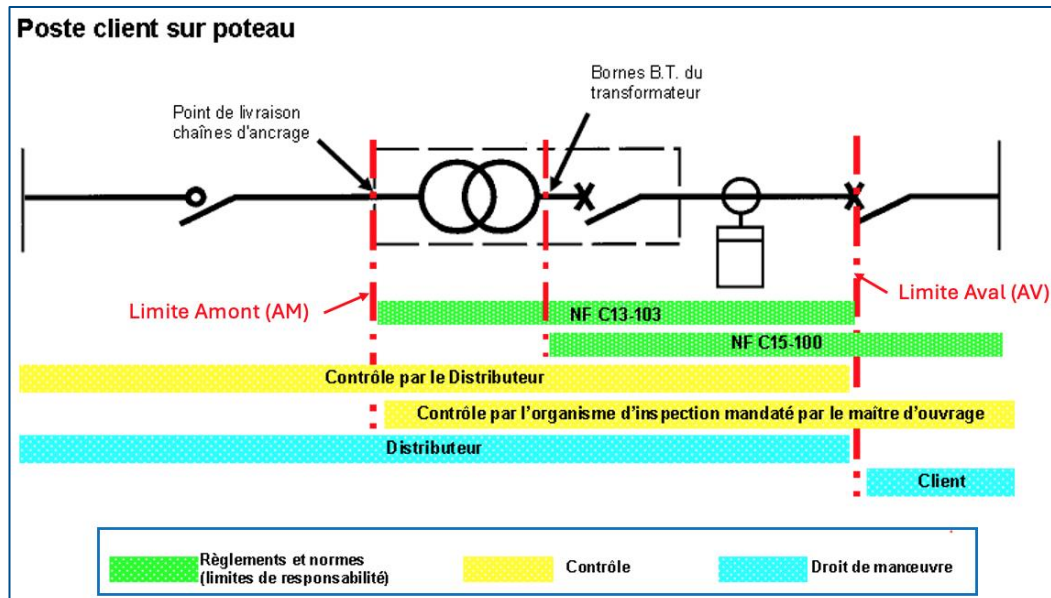 Poste client sur poteau
Bornes B.T. du
transformateur
Point de livraison
chaînes d'ancrage
Limite Amont (AM)
Limite Aval (AV)
NF C13-103
NF C15-100
Contrôle par le Distributeur
Contrôle par l'organisme d'inspection mandaté par le maître d'ouvrage
Distributeur
Client
Règlements et normes
(limites de responsabilité)
Contrôle
Droit de manœuvre